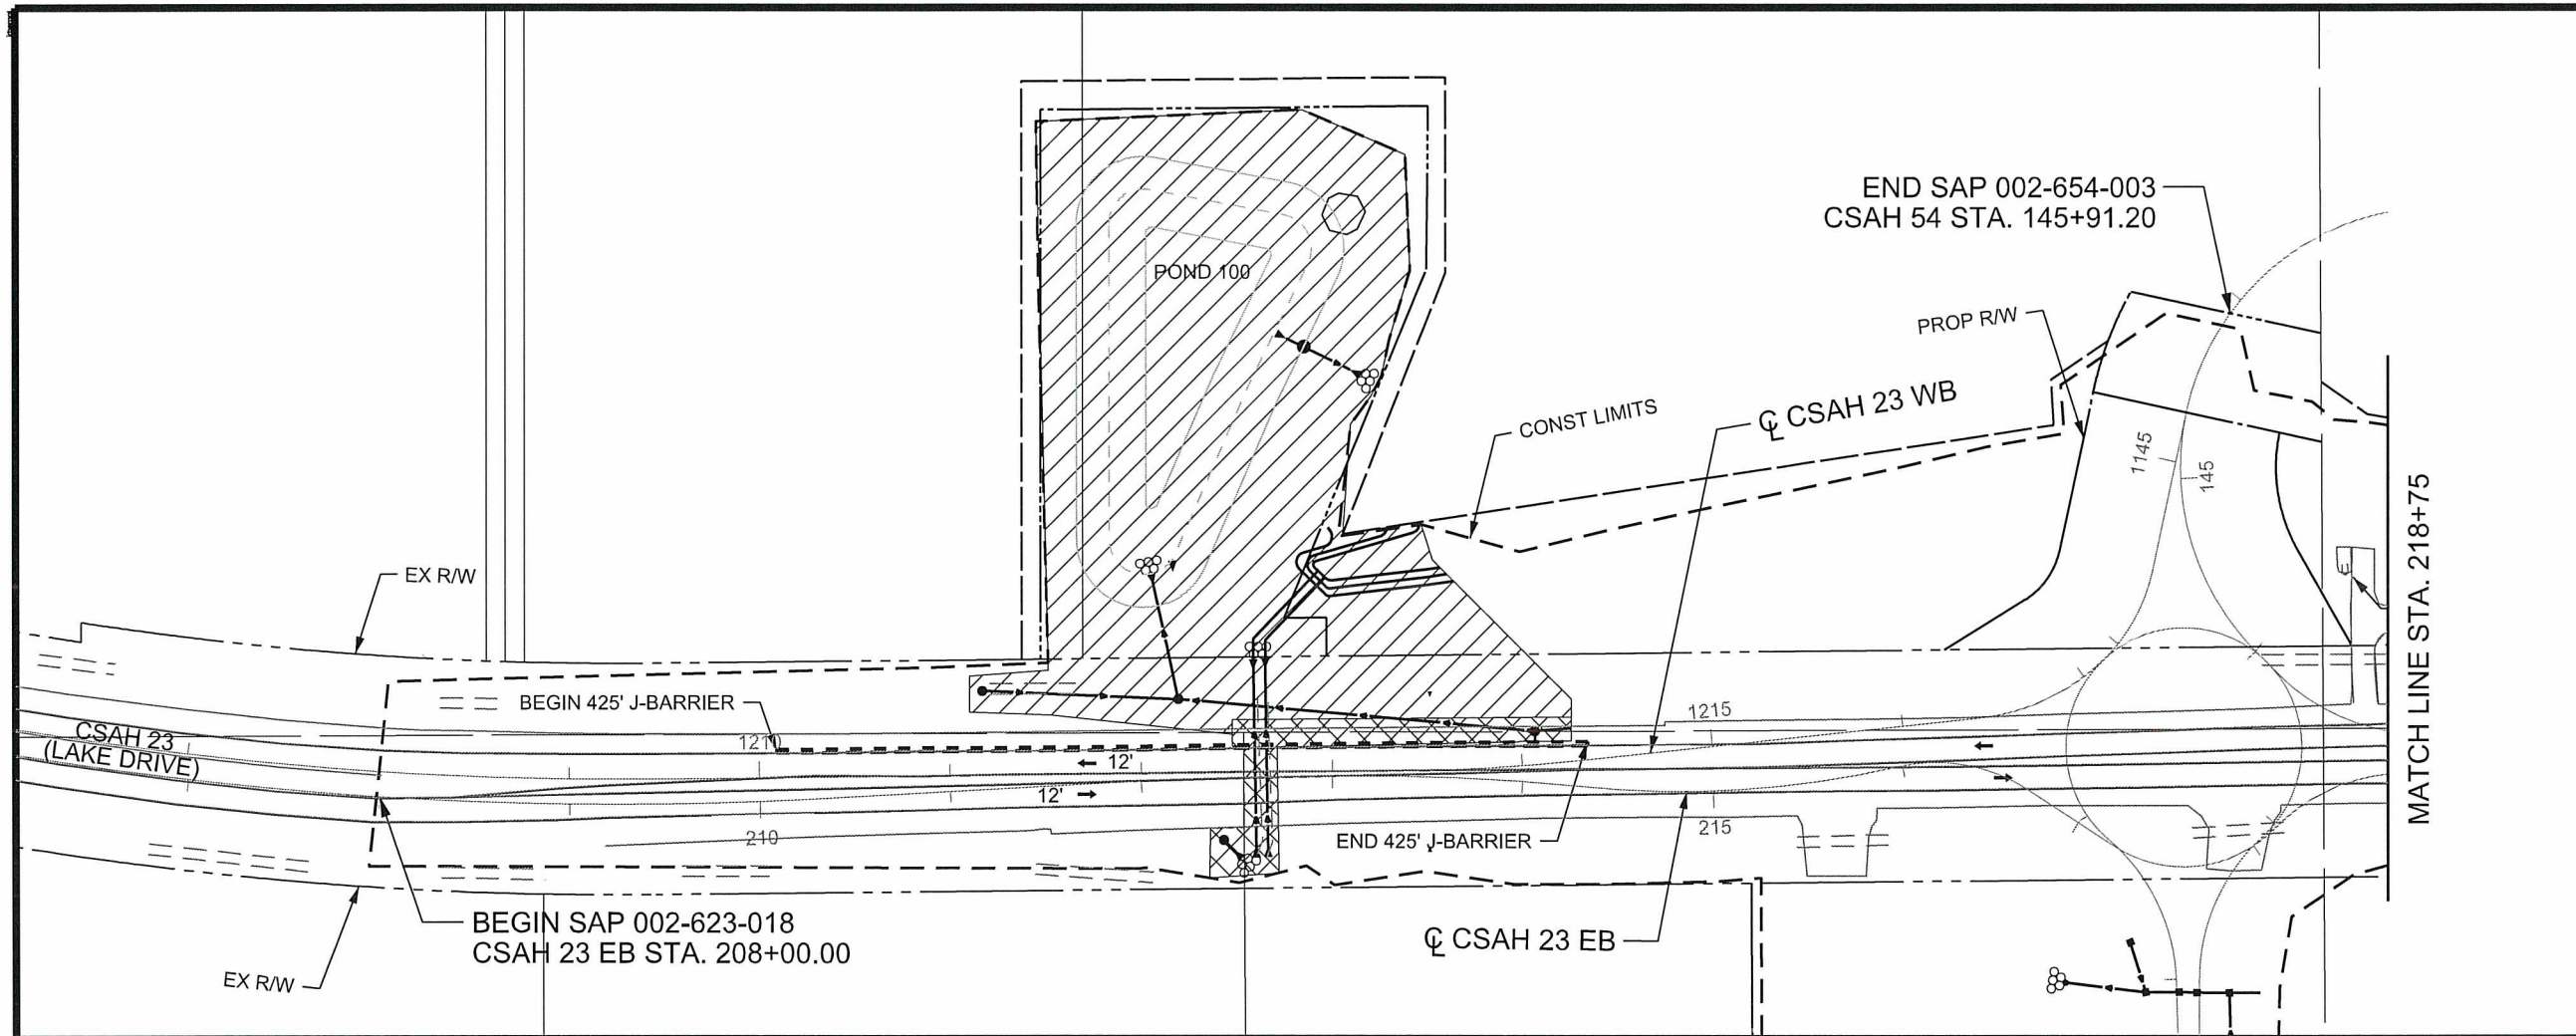 END SAP 002-654-003
CSAH 54 STA. 145+91.20
POND 100
PROP R/W
℄ CSAH 23 WB
CONST LIMITS
1145
145
MATCH LINE STA. 218+75
EX R/W
BEGIN 425' J-BARRIER
1215
CSAH 23
(LAKE DRIVE)
1210
12'
12'
210
215
END 425' J-BARRIER
BEGIN SAP 002-623-018
CSAH 23 EB STA. 208+00.00
℄ CSAH 23 EB
EX R/W